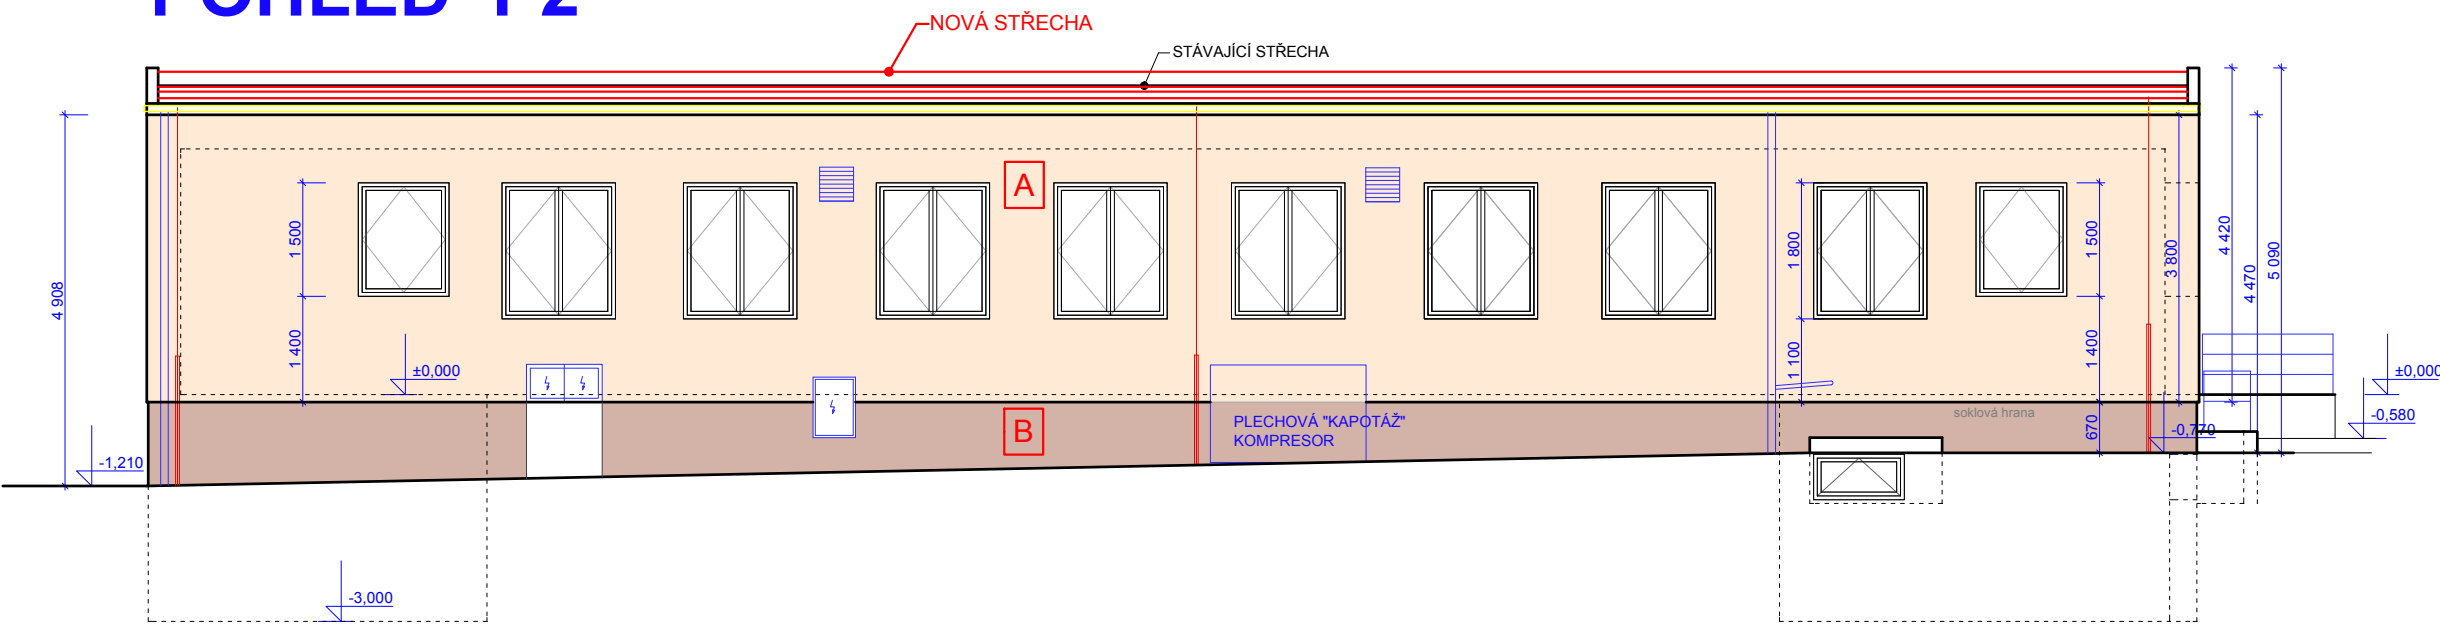 POHLED P2
NOVÁ STŘECHA
STÁVAJÍCÍ STŘECHA
A
1 500
1 800
1 500
3 800
4 420
4 470
5 090
4 908
1 400
1 100
1 400
±0,000
±0,000
B
PLECHOVÁ "KAPOTÁŽ"
KOMPRESOR
soklová hrana
670
-0,770
-0,580
-1,210
-3,000